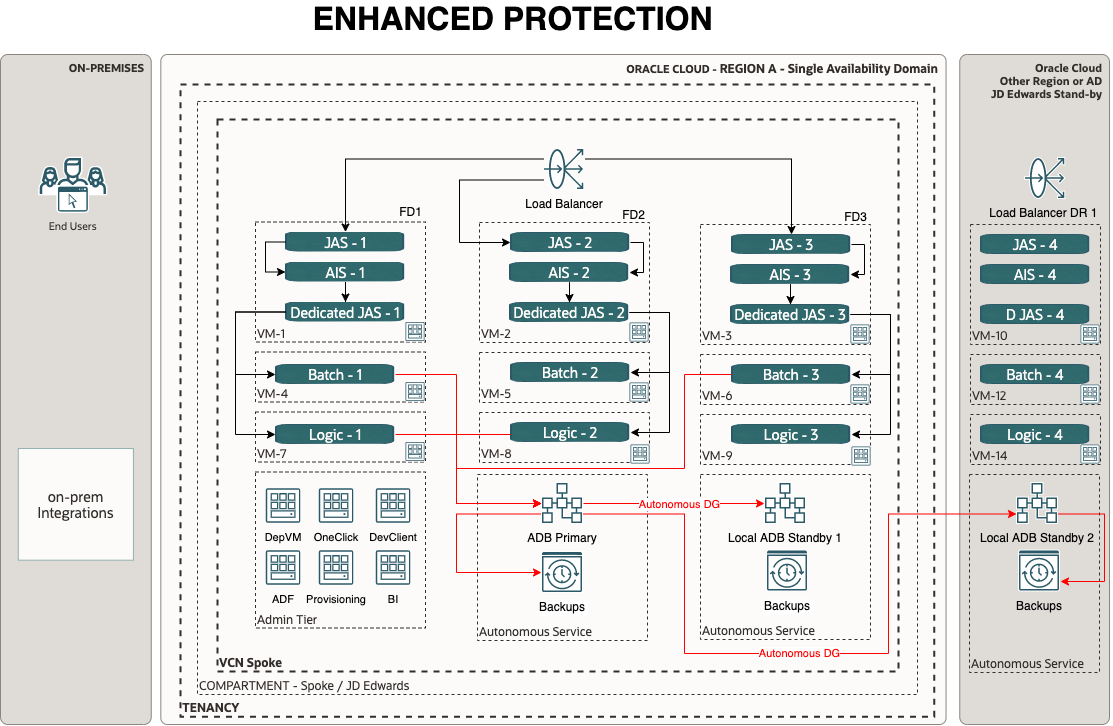 ENHANCED PROTECTION
ON-PREMISES
End Users
on-prem
Integrations
ORACLE CLOUD - REGION A - Single Availability Domain
Load Balancer
FD1
JAS - 1
AIS - 1
Dedicated JAS - 1
VM-1
Batch - 1
VM-4
Logic - 1
VM-7
FD2
JAS - 2
AIS - 2
Dedicated JAS - 2
VM-2
Batch - 2
VM-5
Logic - 2
VM-8
FD3
JAS - 3
AIS - 3
Dedicated JAS - 3
VM-3
Batch - 3
VM-6
Logic - 3
VM-9
DepVM
OneClick
DevClient
ADF
Provisioning
BI
Admin Tier
ADB Primary
Backups
Autonomous Service
Autonomous DG
Local ADB Standby 1
Backups
Autonomous Service
Autonomous DG
VCN Spoke
COMPARTMENT - Spoke / JD Edwards
TENANCY
Oracle Cloud
Other Region or AD
JD Edwards Stand-by
Load Balancer DR 1
JAS - 4
AIS - 4
D JAS - 4
VM-10
Batch - 4
VM-12
Logic - 4
VM-14
Local ADB Standby 2
Backups
Autonomous Service